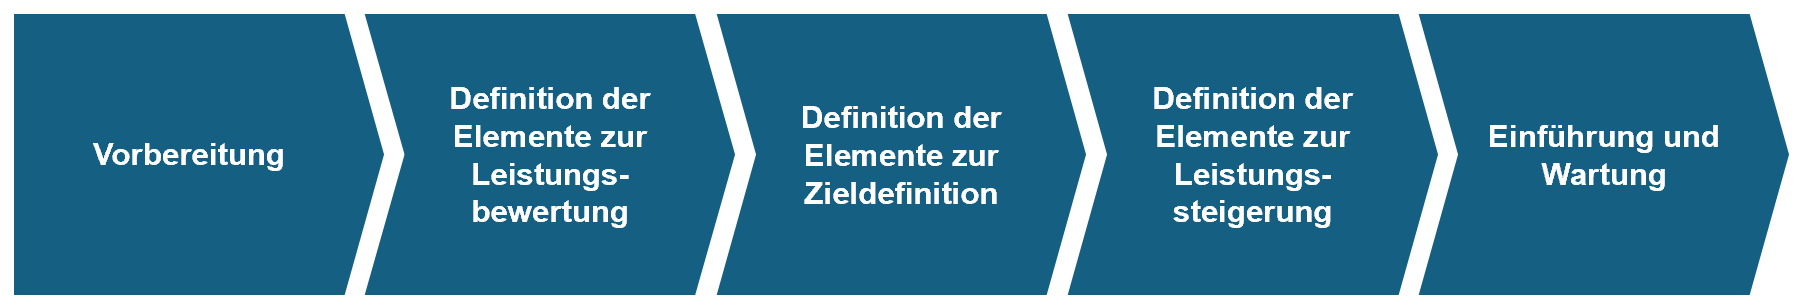 Vorbereitung
Definition der
Elemente zur
Leistungs-
bewertung
Definition der
Elemente zur
Zieldefinition
Definition der
Elemente zur
Leistungs-
steigerung
Einführung und
Wartung